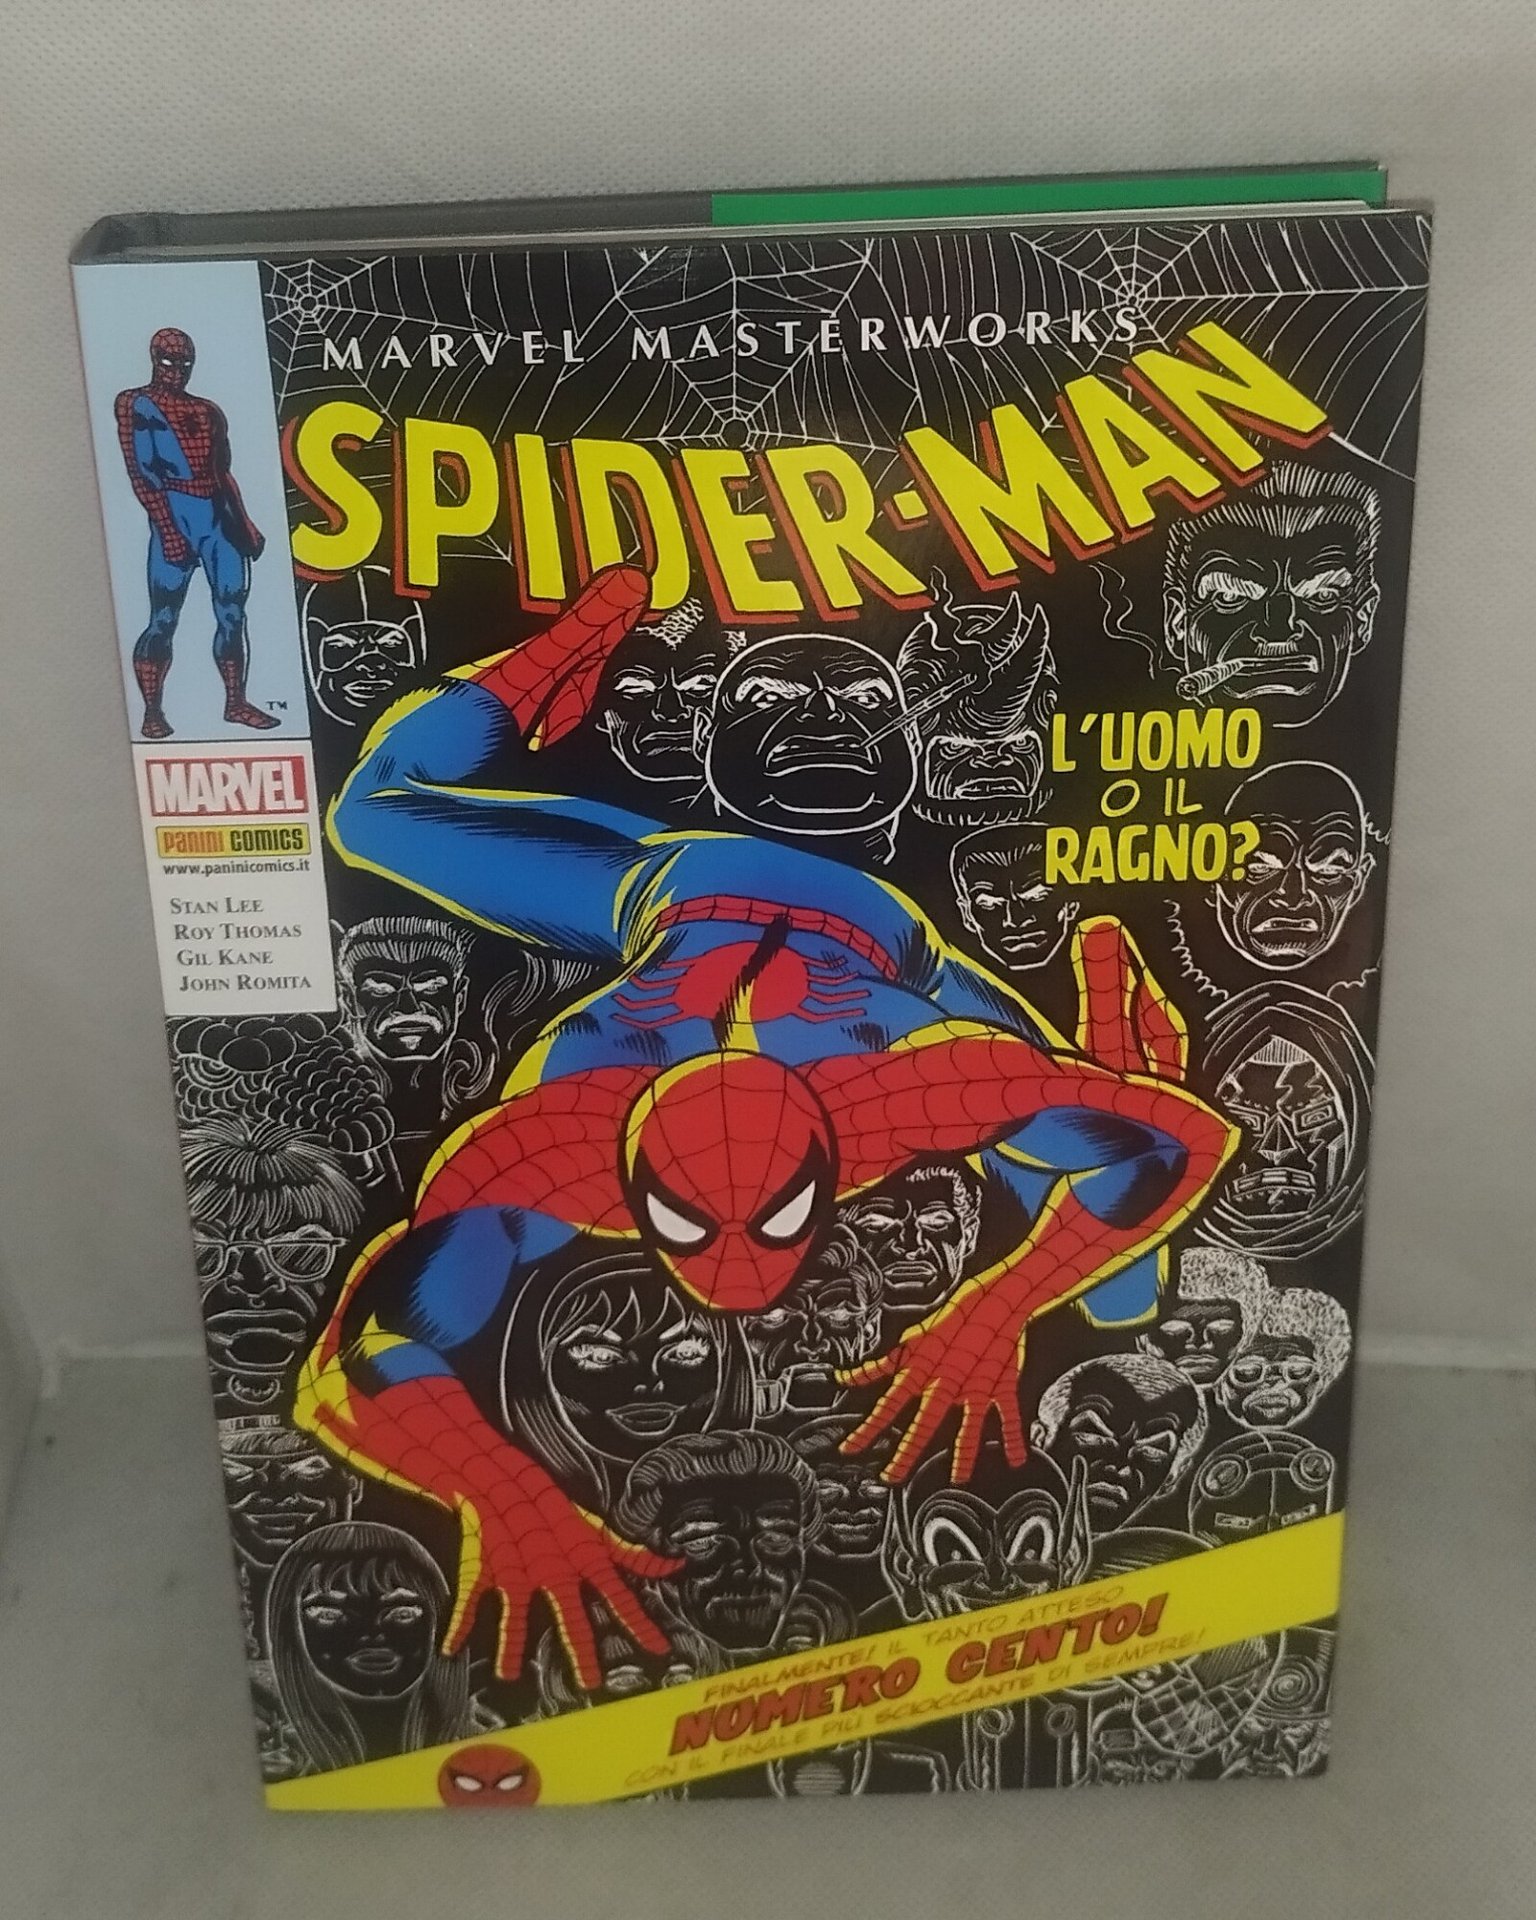 MARVEL MASTERWORKS
SPIDER-MAN
TM
MARVEL
PANINI COMICS
www.paninicomics.it
STAN LEE
ROY THOMAS
GIL KANE
JOHN ROMITA
L'UOMO
O IL
RAGNO?
FINALMENTE! IL TANTO ATTESO
NUMERO CENTO!
CON IL FINALE PIÙ SCIOCCANTE DI SEMPRE!